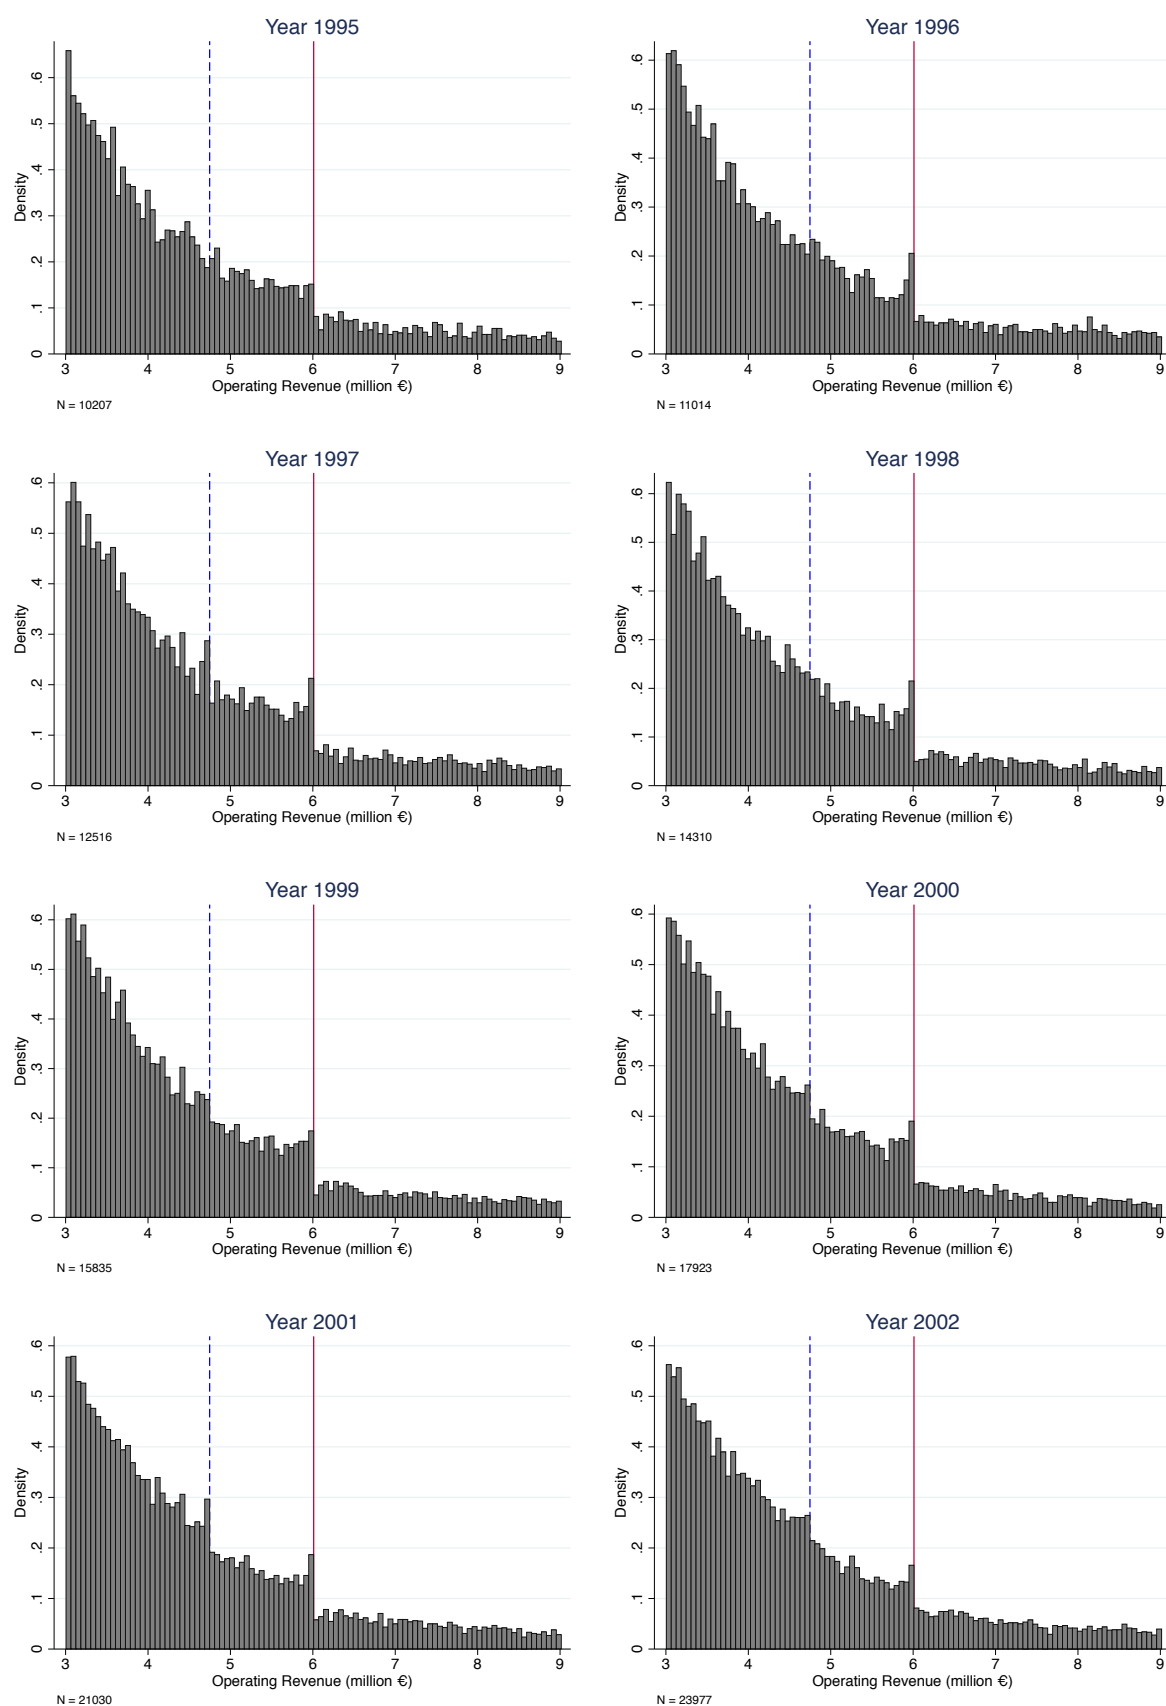 Year 1995
Density
0 .1 .2 .3 .4 .5 .6
3 4 5 6 7 8 9
Operating Revenue (million €)
N = 10207
Year 1996
Density
0 .1 .2 .3 .4 .5 .6
3 4 5 6 7 8 9
Operating Revenue (million €)
N = 11014
Year 1997
Density
0 .1 .2 .3 .4 .5 .6
3 4 5 6 7 8 9
Operating Revenue (million €)
N = 12516
Year 1998
Density
0 .1 .2 .3 .4 .5 .6
3 4 5 6 7 8 9
Operating Revenue (million €)
N = 14310
Year 1999
Density
0 .1 .2 .3 .4 .5 .6
3 4 5 6 7 8 9
Operating Revenue (million €)
N = 15835
Year 2000
Density
0 .1 .2 .3 .4 .5 .6
3 4 5 6 7 8 9
Operating Revenue (million €)
N = 17923
Year 2001
Density
0 .1 .2 .3 .4 .5 .6
3 4 5 6 7 8 9
Operating Revenue (million €)
N = 21030
Year 2002
Density
0 .1 .2 .3 .4 .5 .6
3 4 5 6 7 8 9
Operating Revenue (million €)
N = 23977